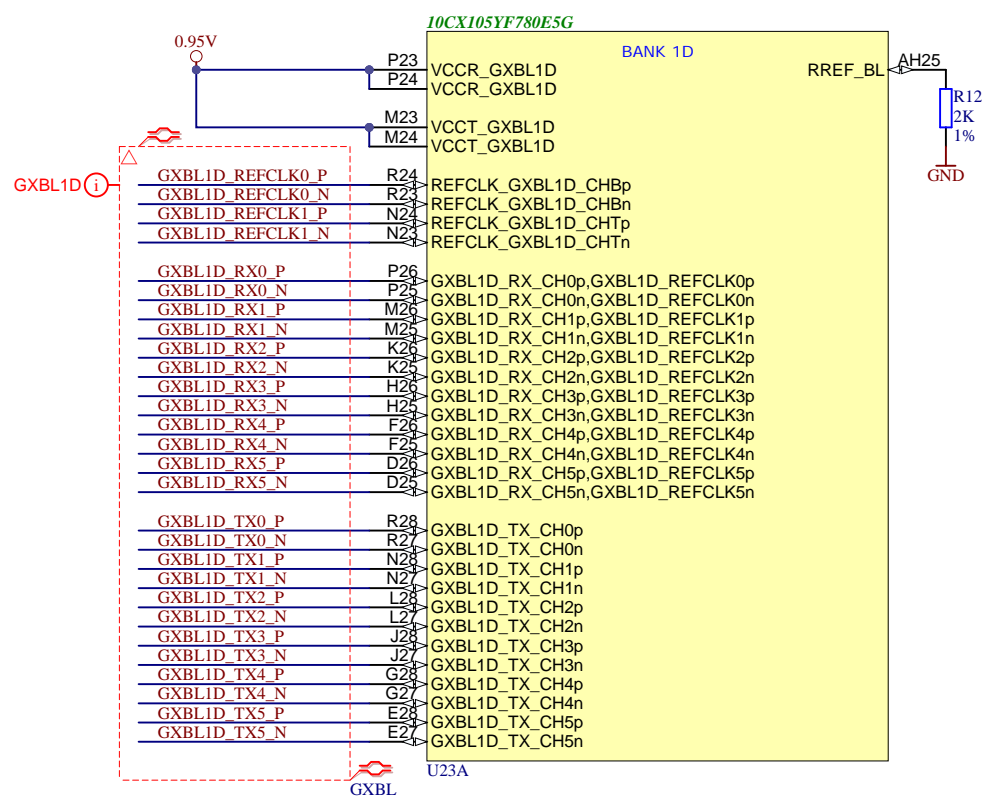 10CX105YF780E5G
0.95V
BANK 1D
P23 VCCR_GXBL1D
P24 VCCR_GXBL1D
RREF_BL AH25
M23 VCCT_GXBL1D
M24 VCCT_GXBL1D
R12
2K
1%
GND
GXBL1D i
GXBL1D_REFCLK0_P R24 REFCLK_GXBL1D_CHBp
GXBL1D_REFCLK0_N R23 REFCLK_GXBL1D_CHBn
GXBL1D_REFCLK1_P N24 REFCLK_GXBL1D_CHTp
GXBL1D_REFCLK1_N N23 REFCLK_GXBL1D_CHTn
GXBL1D_RX0_P P26 GXBL1D_RX_CH0p,GXBL1D_REFCLK0p
GXBL1D_RX0_N P25 GXBL1D_RX_CH0n,GXBL1D_REFCLK0n
GXBL1D_RX1_P M26 GXBL1D_RX_CH1p,GXBL1D_REFCLK1p
GXBL1D_RX1_N M25 GXBL1D_RX_CH1n,GXBL1D_REFCLK1n
GXBL1D_RX2_P K26 GXBL1D_RX_CH2p,GXBL1D_REFCLK2p
GXBL1D_RX2_N K25 GXBL1D_RX_CH2n,GXBL1D_REFCLK2n
GXBL1D_RX3_P H26 GXBL1D_RX_CH3p,GXBL1D_REFCLK3p
GXBL1D_RX3_N H25 GXBL1D_RX_CH3n,GXBL1D_REFCLK3n
GXBL1D_RX4_P F26 GXBL1D_RX_CH4p,GXBL1D_REFCLK4p
GXBL1D_RX4_N F25 GXBL1D_RX_CH4n,GXBL1D_REFCLK4n
GXBL1D_RX5_P D26 GXBL1D_RX_CH5p,GXBL1D_REFCLK5p
GXBL1D_RX5_N D25 GXBL1D_RX_CH5n,GXBL1D_REFCLK5n
GXBL1D_TX0_P R28 GXBL1D_TX_CH0p
GXBL1D_TX0_N R27 GXBL1D_TX_CH0n
GXBL1D_TX1_P N28 GXBL1D_TX_CH1p
GXBL1D_TX1_N N27 GXBL1D_TX_CH1n
GXBL1D_TX2_P L28 GXBL1D_TX_CH2p
GXBL1D_TX2_N L27 GXBL1D_TX_CH2n
GXBL1D_TX3_P J28 GXBL1D_TX_CH3p
GXBL1D_TX3_N J27 GXBL1D_TX_CH3n
GXBL1D_TX4_P G28 GXBL1D_TX_CH4p
GXBL1D_TX4_N G27 GXBL1D_TX_CH4n
GXBL1D_TX5_P E28 GXBL1D_TX_CH5p
GXBL1D_TX5_N E27 GXBL1D_TX_CH5n
U23A
GXBL